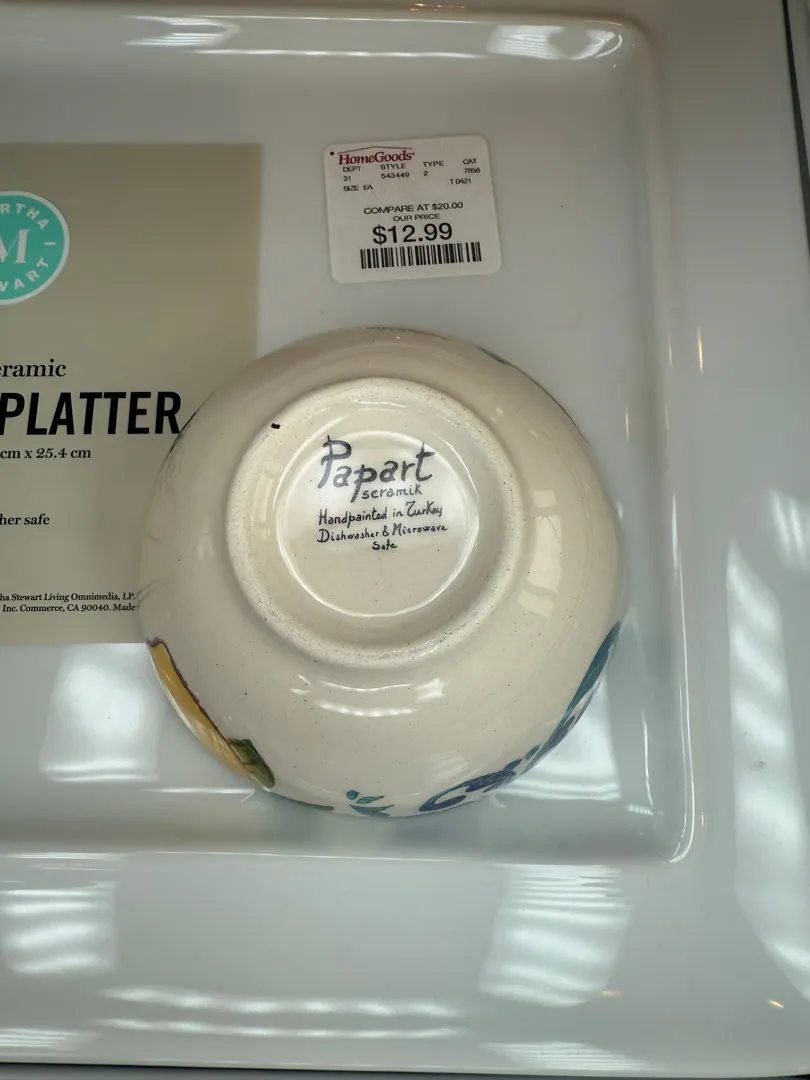 HomeGoods
DEPT STYLE TYPE CAT
31 543449 2 7856
SIZE EA T 0421
COMPARE AT $20.00
OUR PRICE
$12.99
M
eramic
PLATTER
cm x 25.4 cm
her safe
ha Stewart Living Omnimedia, LP.
Inc. Commerce, CA 90040. Made
Papart
seramik
Handpainted in Turkey
Dishwasher & Microwave
Safe